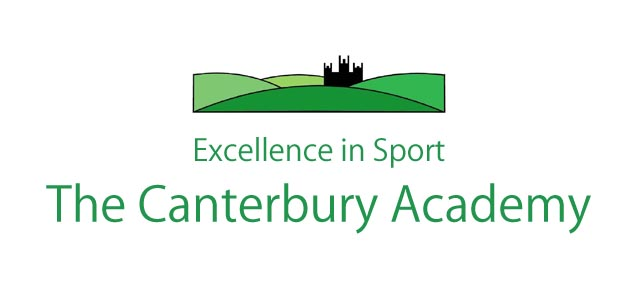 Excellence in Sport
The Canterbury Academy